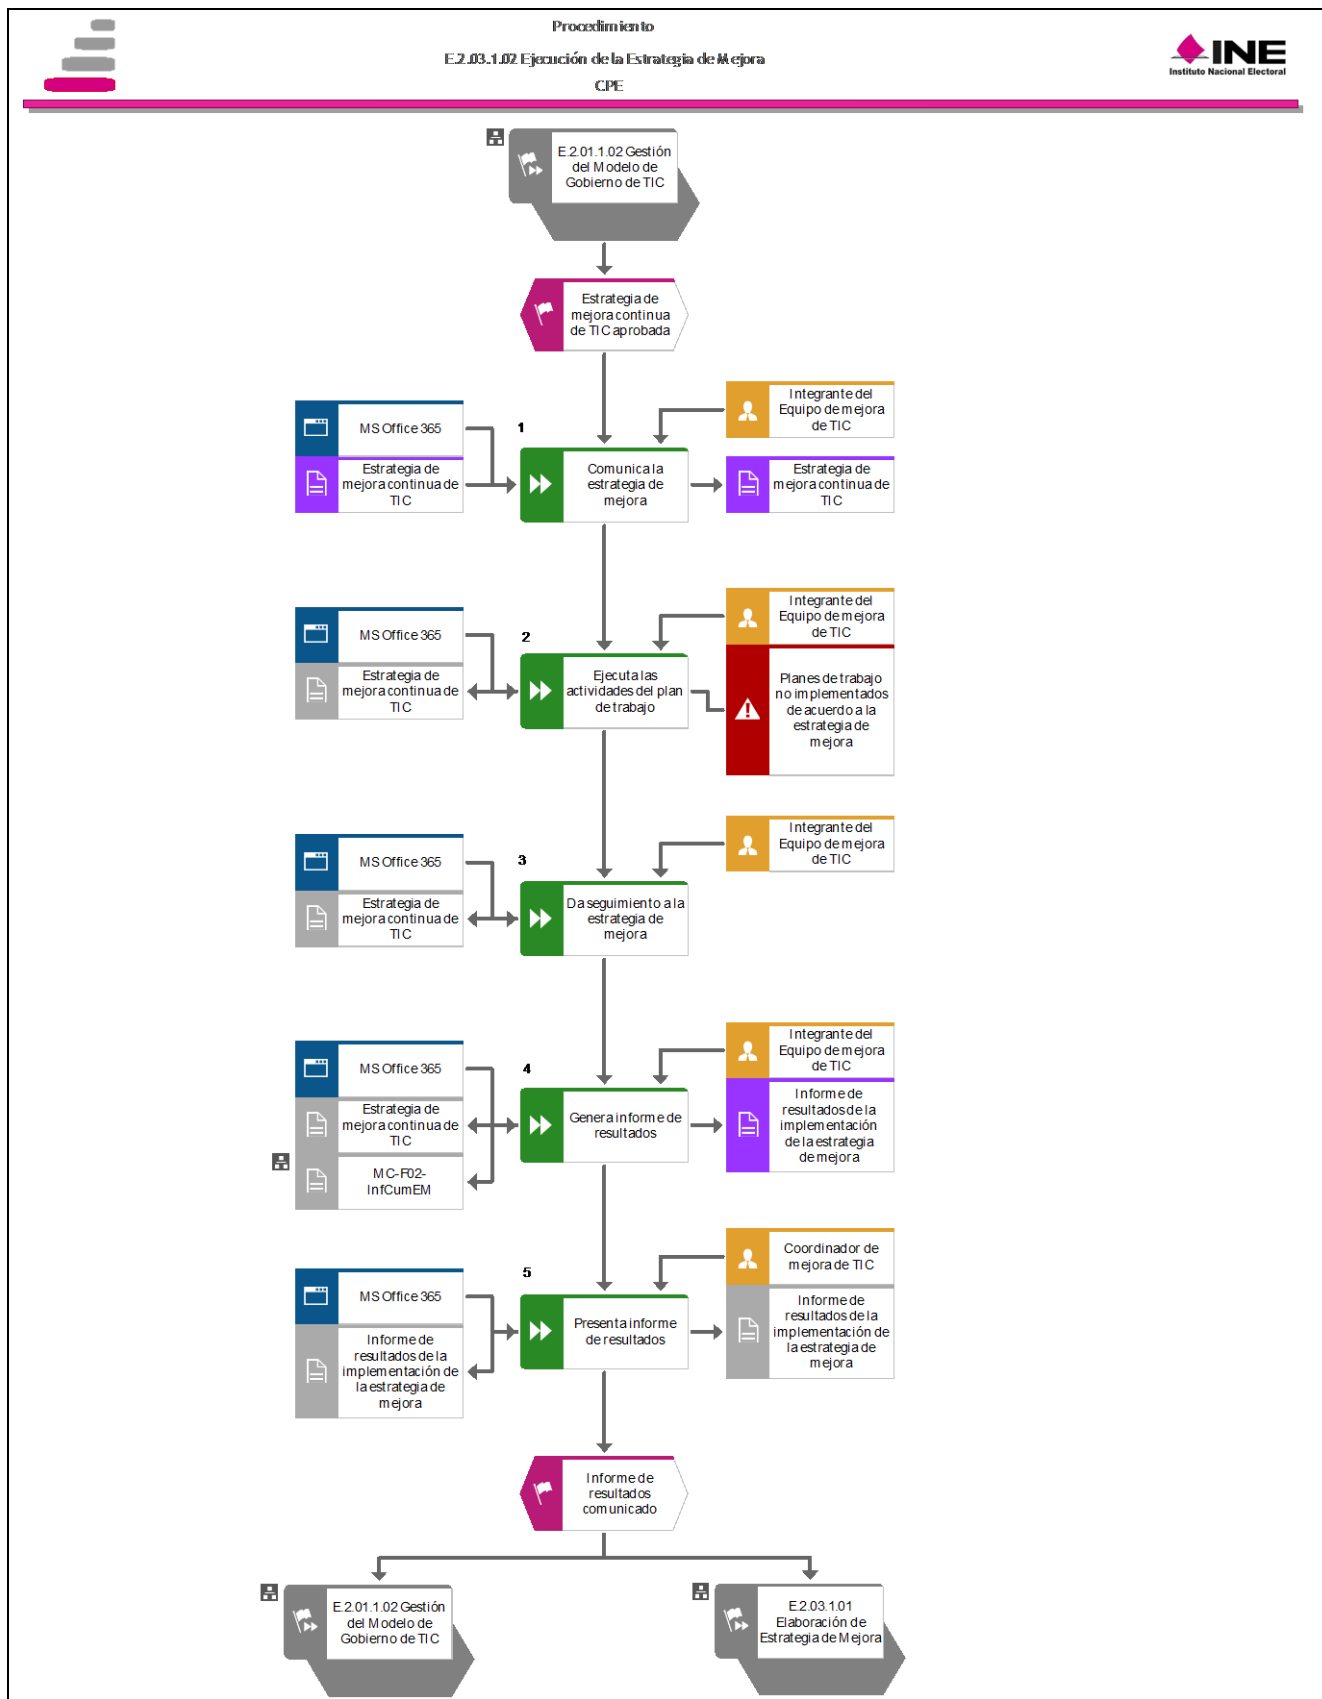 Procedimiento
E.2.03.1.02 Ejecución de la Estrategia de Mejora
CPE
INE
Instituto Nacional Electoral
E.2.01.1.02 Gestión
del Modelo de
Gobierno de TIC
Estrategia de
mejora continua
de TIC aprobada
MS Office 365
Estrategia de
mejora continua de
TIC
1
Comunica la
estrategia de
mejora
Integrante del
Equipo de mejora
de TIC
Estrategia de
mejora continua de
TIC
MS Office 365
Estrategia de
mejora continua de
TIC
2
Ejecuta las
actividades del plan
de trabajo
Integrante del
Equipo de mejora
de TIC
Planes de trabajo
no implementados
de acuerdo a la
estrategia de
mejora
MS Office 365
Estrategia de
mejora continua de
TIC
3
Da seguimiento a la
estrategia de
mejora
Integrante del
Equipo de mejora
de TIC
MS Office 365
Estrategia de
mejora continua de
TIC
MC-F02-
InfCumEM
4
Genera informe de
resultados
Integrante del
Equipo de mejora
de TIC
Informe de
resultados de la
implementación
de la estrategia
de mejora
MS Office 365
Informe de
resultados de la
implementación de
la estrategia de
mejora
5
Presenta informe
de resultados
Coordinador de
mejora de TIC
Informe de
resultados de la
implementación de
la estrategia de
mejora
Informe de
resultados
comunicado
E.2.01.1.02 Gestión
del Modelo de
Gobierno de TIC
E.2.03.1.01
Elaboración de
Estrategia de Mejora